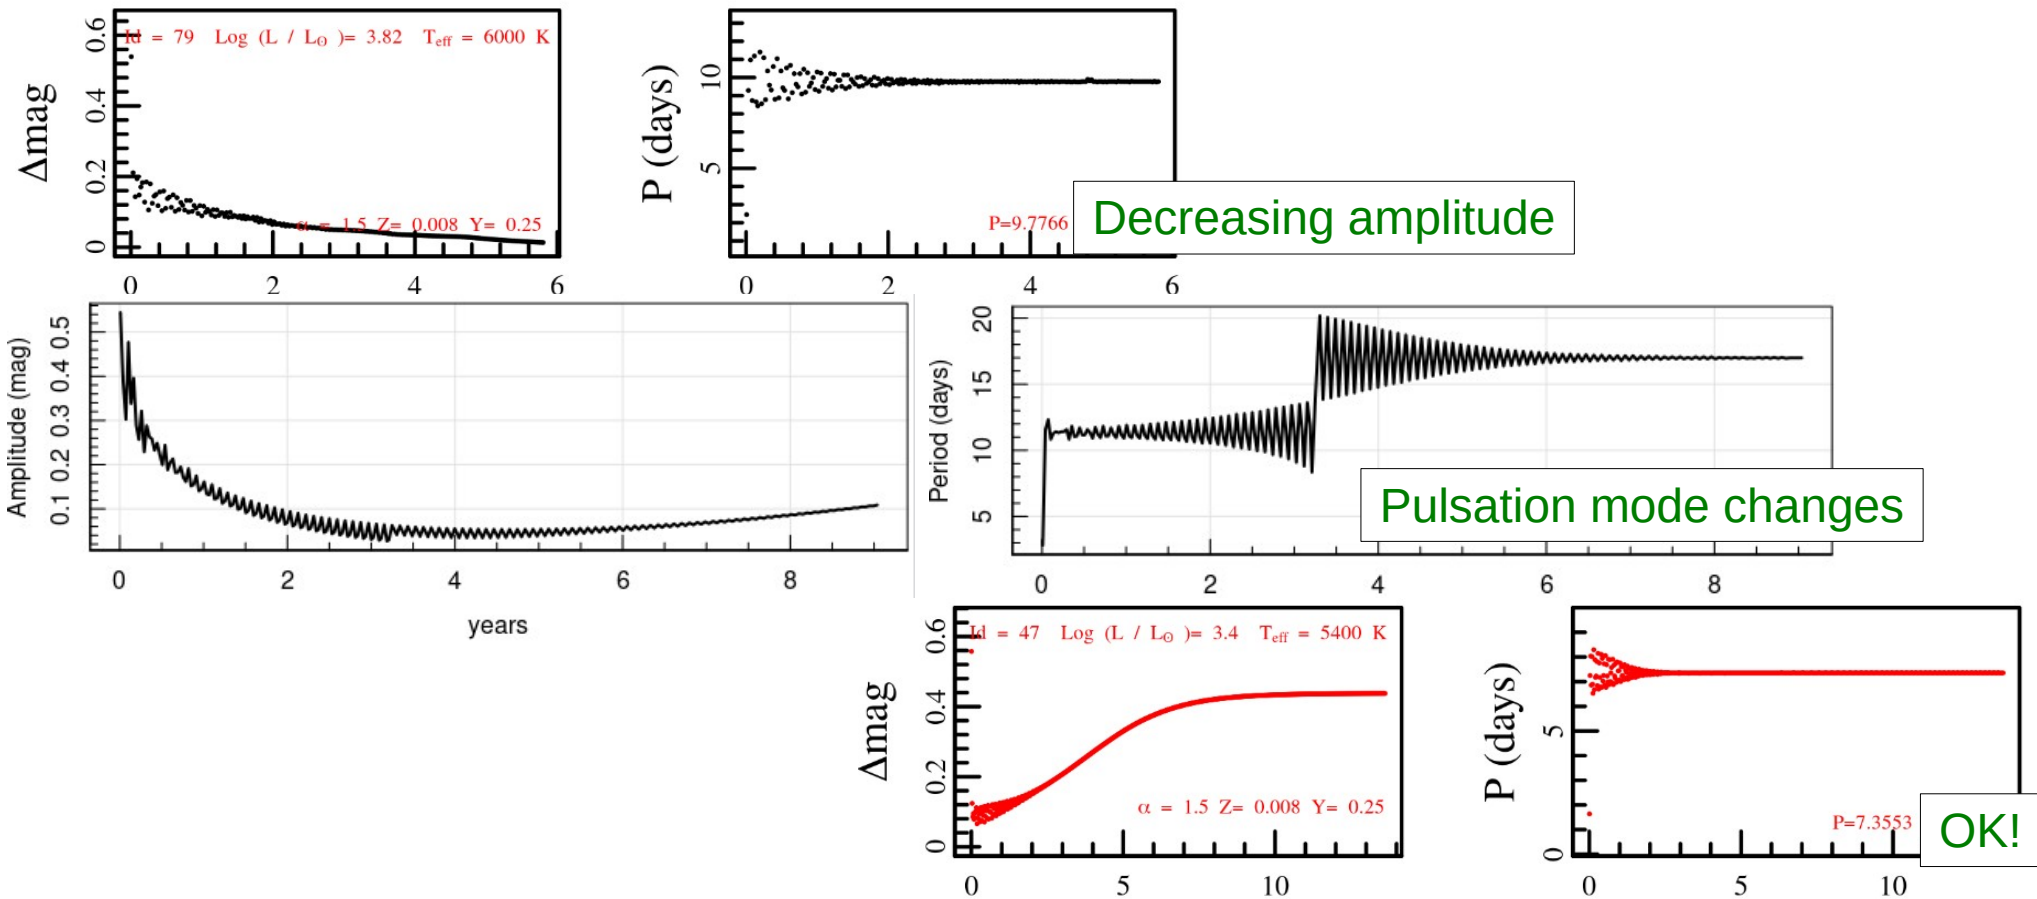 Δmag
0 0.2 0.4 0.6
Id = 79 Log (L / L⊙ )= 3.82 Teff = 6000 K
α = 1.5 Z= 0.008 Y= 0.25
0 2 4 6
P (days)
5 10
P=9.7766
0 2 4 6
Decreasing amplitude
Amplitude (mag)
0.1 0.2 0.3 0.4 0.5
0 2 4 6 8
years
Period (days)
5 10 15 20
0 2 4 6 8
Pulsation mode changes
Δmag
0 0.2 0.4 0.6
Id = 47 Log (L / L⊙ )= 3.4 Teff = 5400 K
α = 1.5 Z= 0.008 Y= 0.25
0 5 10
P (days)
0 5
P=7.3553
0 5 10
OK!